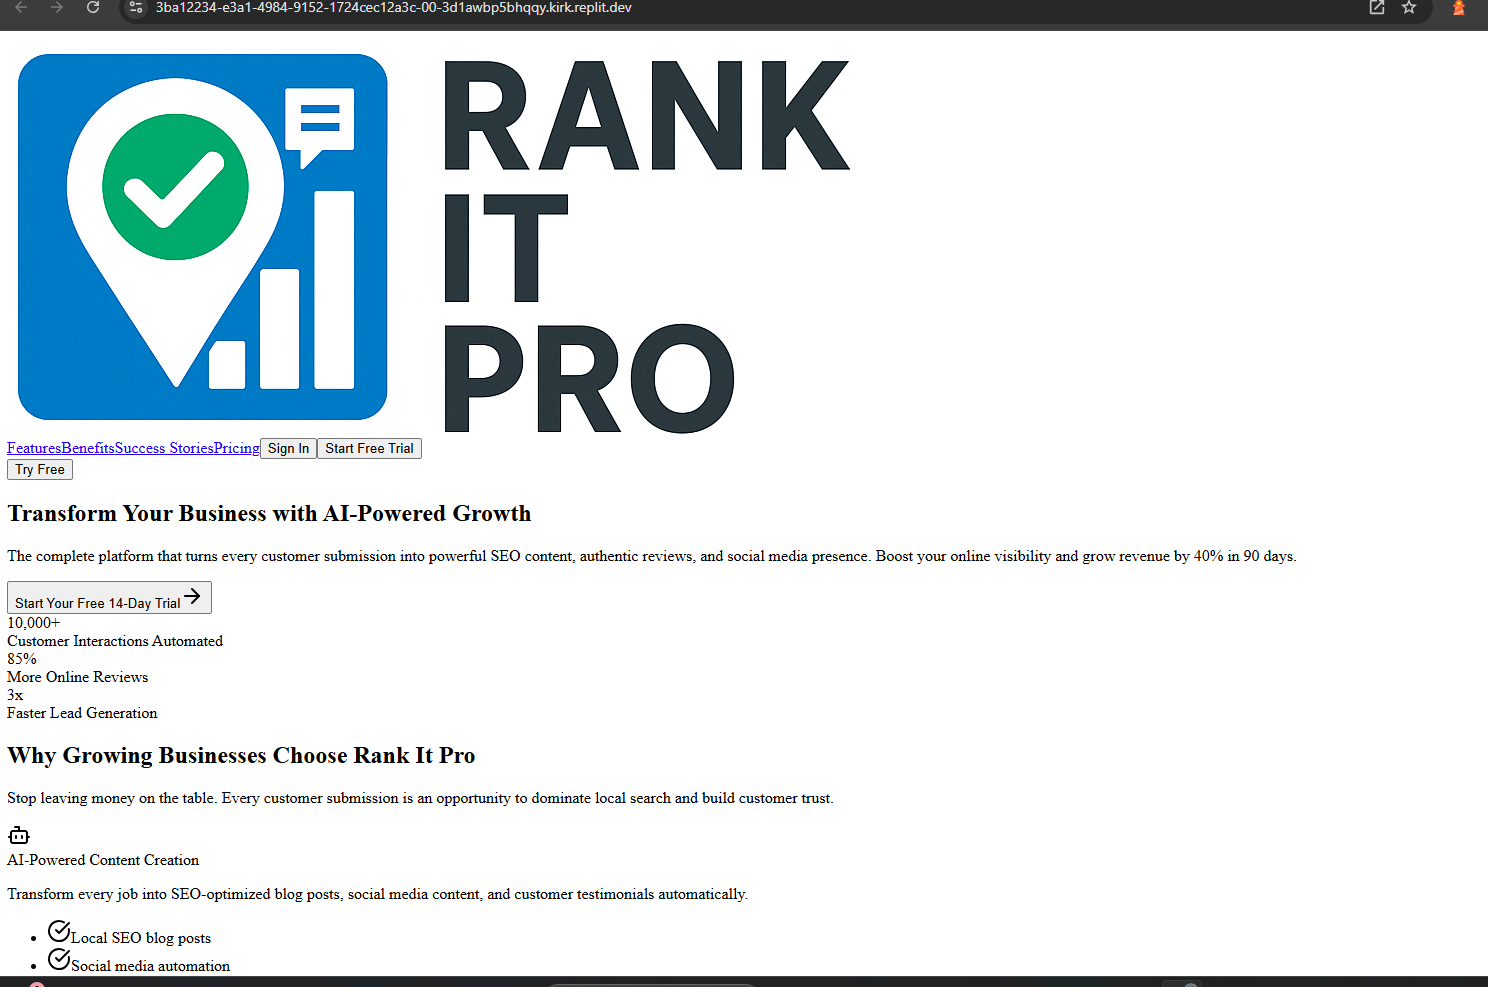 3ba12234-e3a1-4984-9152-1724cec12a3c-00-3d1awbp5bhqqy.kirk.replit.dev
RANK
IT
PRO
FeaturesBenefitsSuccess StoriesPricing Sign In Start Free Trial
Try Free
Transform Your Business with AI-Powered Growth
The complete platform that turns every customer submission into powerful SEO content, authentic reviews, and social media presence. Boost your online visibility and grow revenue by 40% in 90 days.
Start Your Free 14-Day Trial
10,000+
Customer Interactions Automated
85%
More Online Reviews
3x
Faster Lead Generation
Why Growing Businesses Choose Rank It Pro
Stop leaving money on the table. Every customer submission is an opportunity to dominate local search and build customer trust.
AI-Powered Content Creation
Transform every job into SEO-optimized blog posts, social media content, and customer testimonials automatically.
Local SEO blog posts
Social media automation